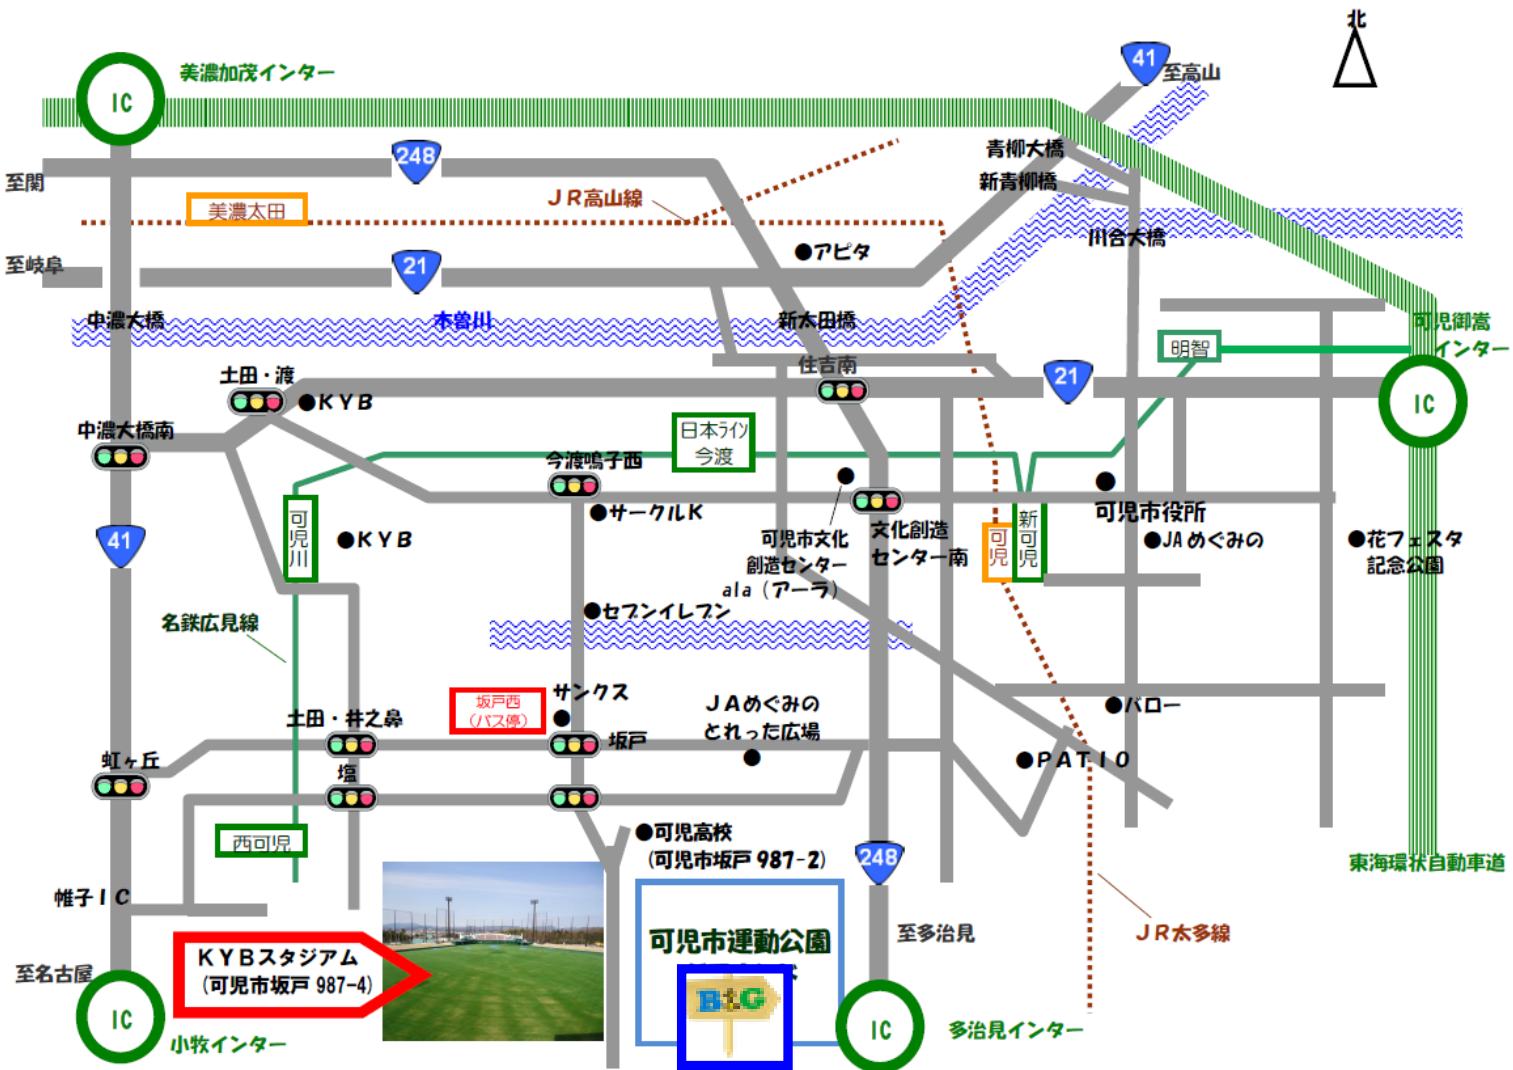 北
41
至高山
美濃加茂インター
IC
248
青柳大橋
至関
新青柳橋
JR高山線
美濃太田
川合大橋
アピタ
至岐阜
21
中濃大橋
木曽川
新太田橋
可児御嵩
インター
明智
住吉南
土田・渡
21
KYB
IC
中濃大橋南
日本ライン
今渡
今渡鳴子西
サークルK
可児市役所
可児川
41
KYB
可児市文化
創造センター
ala(アーラ)
文化創造
センター南
可児
新可児
JAめぐみの
花フェスタ
記念公園
セブンイレブン
名鉄広見線
坂戸西
(バス停)
サンクス
JAめぐみの
とれった広場
バロー
土田・井之鼻
坂戸
虹ヶ丘
塩
PATIO
西可児
可児高校
(可児市坂戸 987-2)
248
東海環状自動車道
帷子IC
可児市運動公園
至多治見
JR太多線
KYBスタジアム
(可児市坂戸 987-4)
至名古屋
B&G
IC
小牧インター
IC
多治見インター